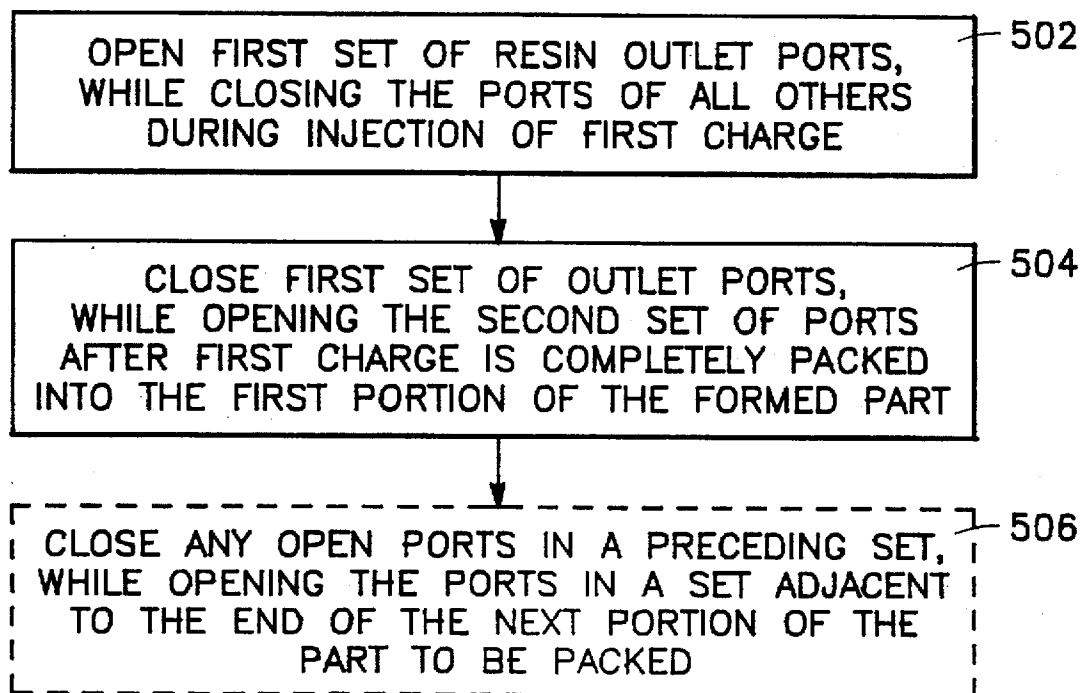 OPEN FIRST SET OF RESIN OUTLET PORTS,
WHILE CLOSING THE PORTS OF ALL OTHERS
DURING INJECTION OF FIRST CHARGE
502
CLOSE FIRST SET OF OUTLET PORTS,
WHILE OPENING THE SECOND SET OF PORTS
AFTER FIRST CHARGE IS COMPLETELY PACKED
INTO THE FIRST PORTION OF THE FORMED PART
504
CLOSE ANY OPEN PORTS IN A PRECEDING SET,
WHILE OPENING THE PORTS IN A SET ADJACENT
TO THE END OF THE NEXT PORTION OF THE
PART TO BE PACKED
506